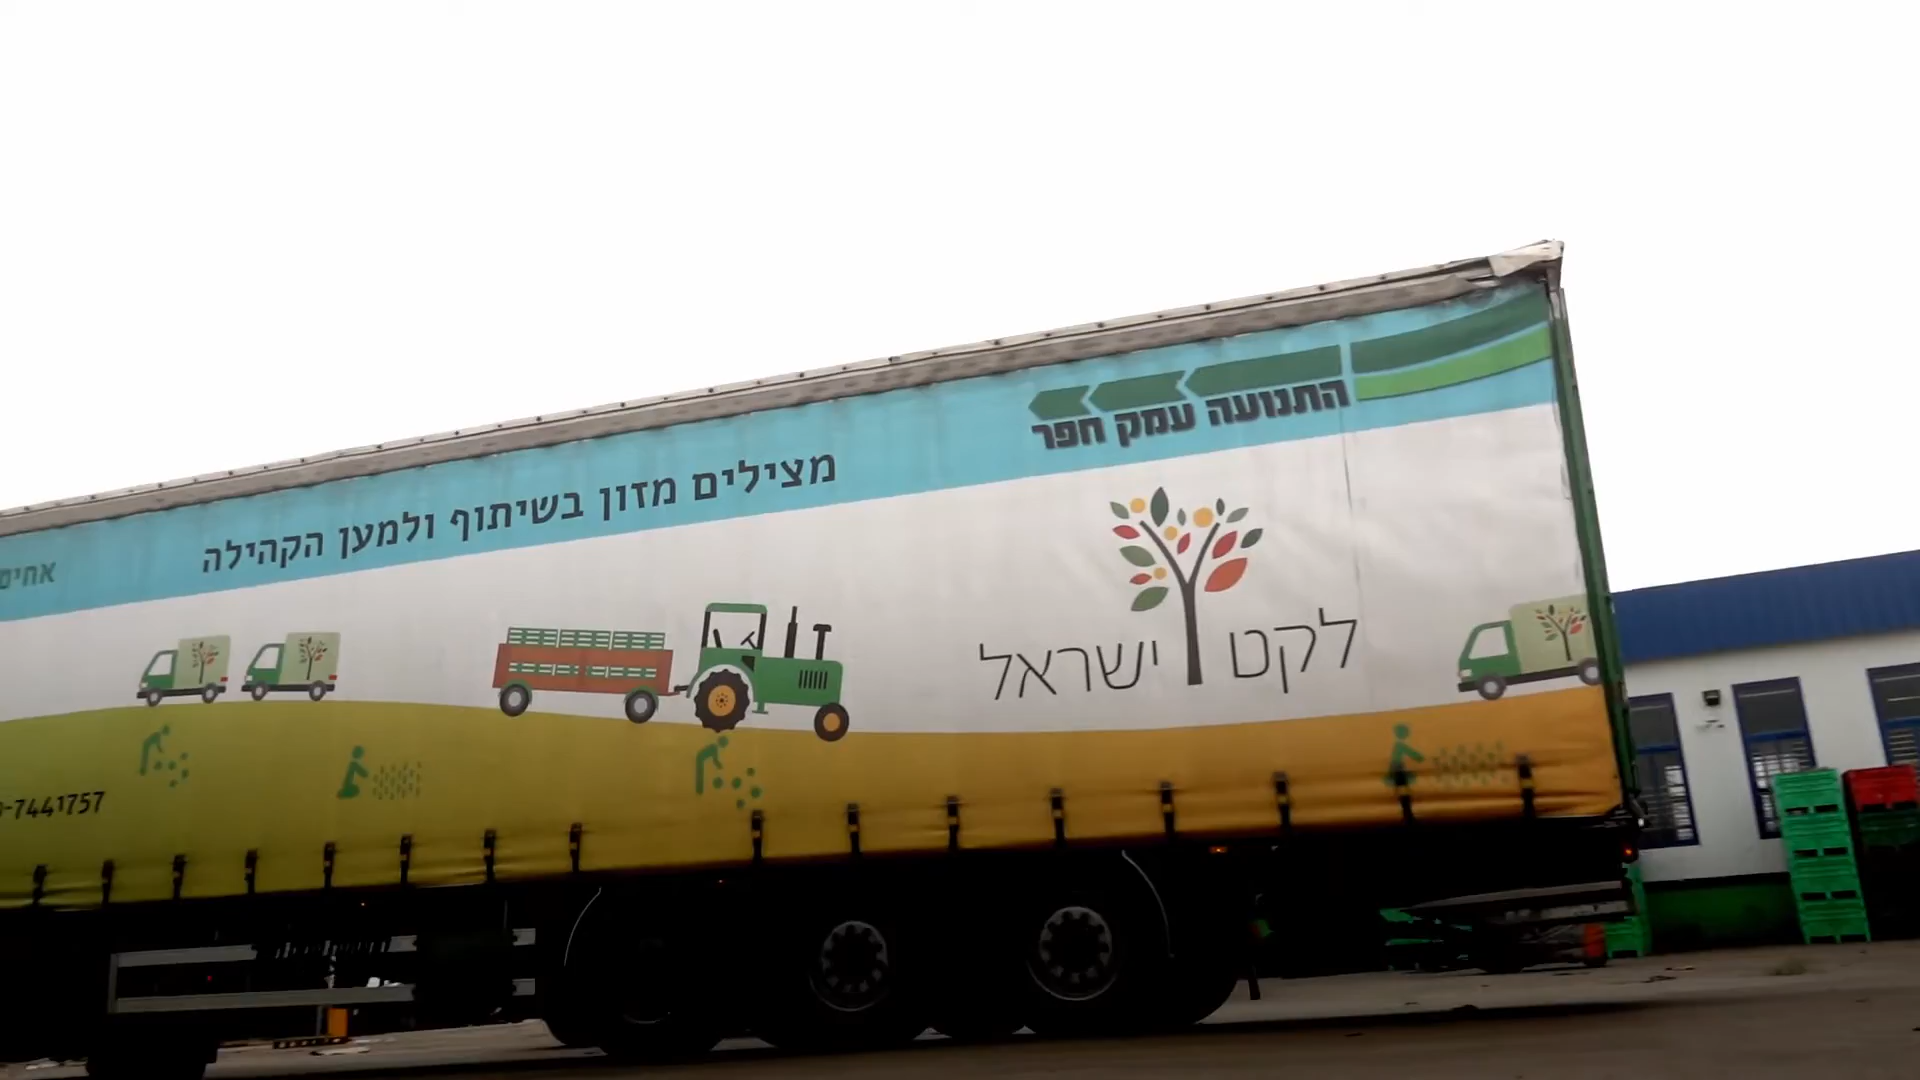 התנועה עמק חפר
מצילים מזון בשיתוף ולמען הקהילה
לקט ישראל
-7441757